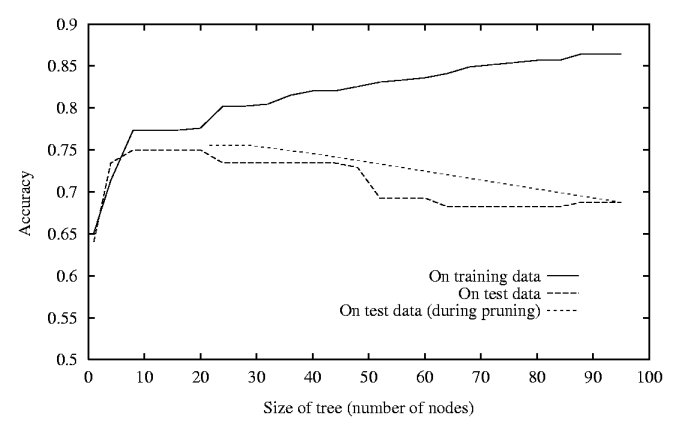 0.9
0.85
0.8
0.75
0.7
0.65
0.6
0.55
0.5
Accuracy
On training data
On test data
On test data (during pruning)
0 10 20 30 40 50 60 70 80 90 100
Size of tree (number of nodes)